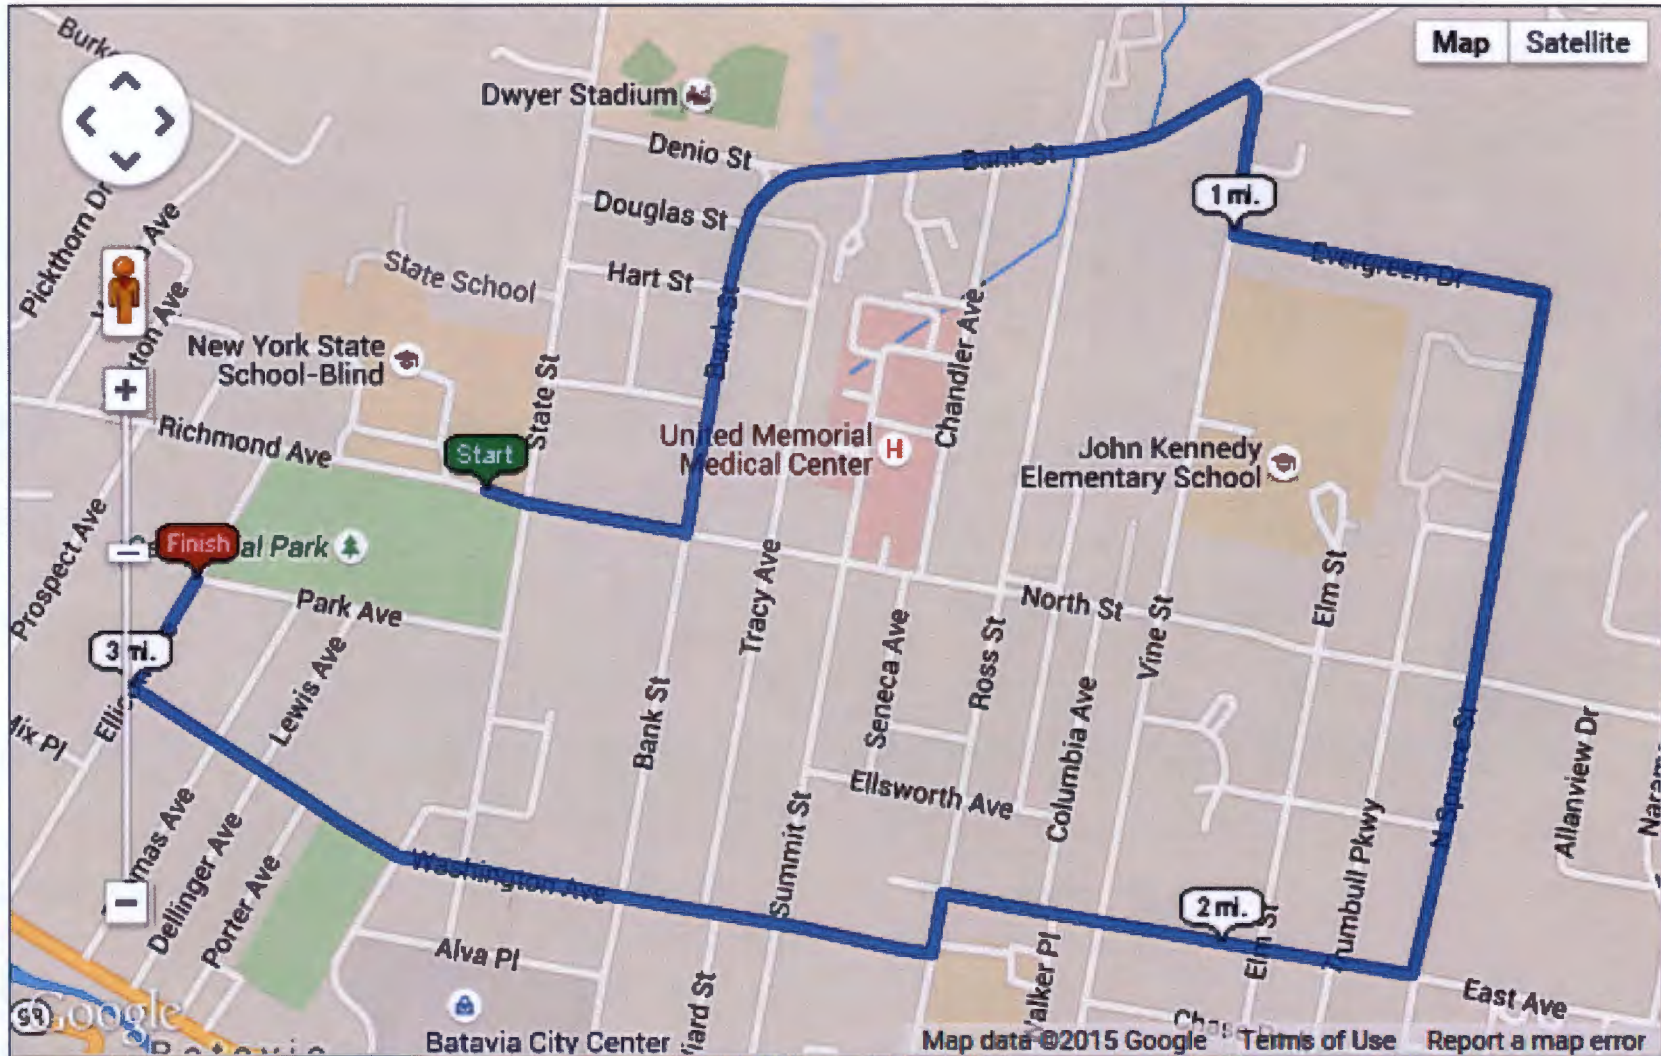 Map
Satellite
Dwyer Stadium
Denio St
Bank St
1 mi.
Pickthorn Dr
Ave
Douglas St
Evergreen Dr
State School
Hart St
Bank St
Chandler Ave
New York State
School-Blind
State St
Richmond Ave
Start
United Memorial
Medical Center
H
John Kennedy
Elementary School
Finish
al Park
Prospect Ave
Park Ave
Tracy Ave
North St
Elm St
Vine St
3 mi.
Lewis Ave
Bank St
Seneca Ave
Ross St
Columbia Ave
N Spruce St
Allanview Dr
Ellsworth Ave
Summit St
Trumbull Pkwy
Washington Ave
Dellinger Ave
Porter Ave
2 mi.
Elm St
Alva Pl
East Ave
Google
Batavia City Center
Map data ©2015 Google
Terms of Use
Report a map error